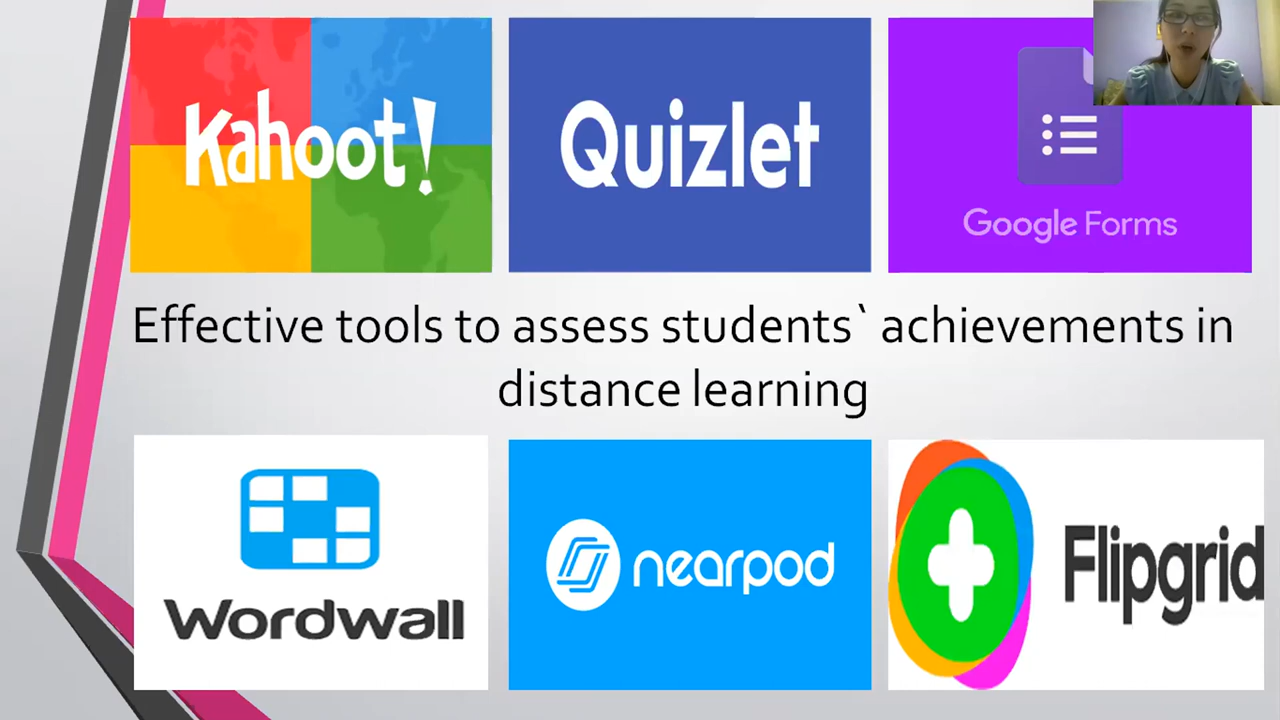 Kahoot!
Quizlet
Google Forms
Effective tools to assess students` achievements in
distance learning
Wordwall
nearpod
Flipgrid